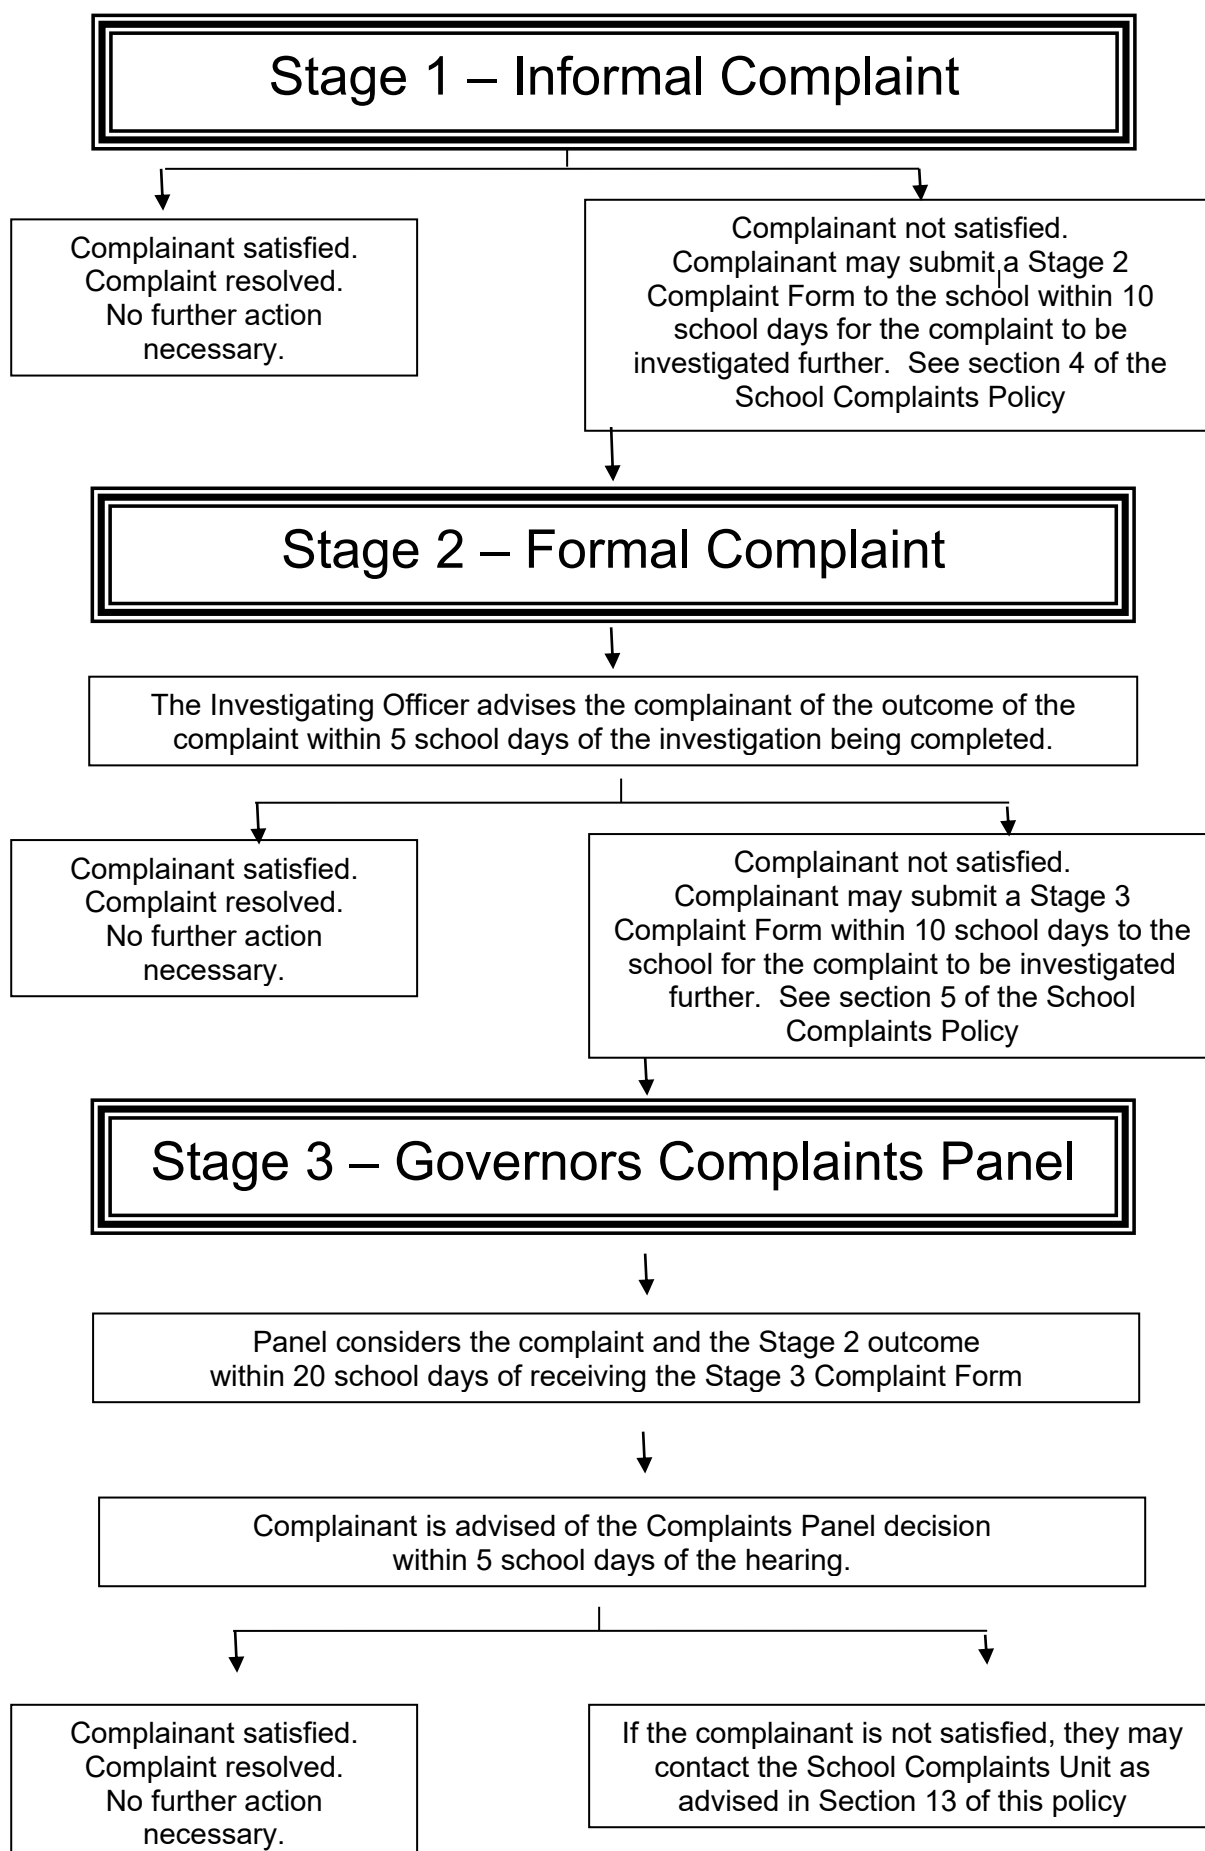 Stage 1 – Informal Complaint
Complainant satisfied.
Complaint resolved.
No further action
necessary.
Complainant not satisfied.
Complainant may submit a Stage 2
Complaint Form to the school within 10
school days for the complaint to be
investigated further.  See section 4 of the
School Complaints Policy
Stage 2 – Formal Complaint
The Investigating Officer advises the complainant of the outcome of the
complaint within 5 school days of the investigation being completed.
Complainant satisfied.
Complaint resolved.
No further action
necessary.
Complainant not satisfied.
Complainant may submit a Stage 3
Complaint Form within 10 school days to the
school for the complaint to be investigated
further.  See section 5 of the School
Complaints Policy
Stage 3 – Governors Complaints Panel
Panel considers the complaint and the Stage 2 outcome
within 20 school days of receiving the Stage 3 Complaint Form
Complainant is advised of the Complaints Panel decision
within 5 school days of the hearing.
Complainant satisfied.
Complaint resolved.
No further action
necessary.
If the complainant is not satisfied, they may
contact the School Complaints Unit as
advised in Section 13 of this policy